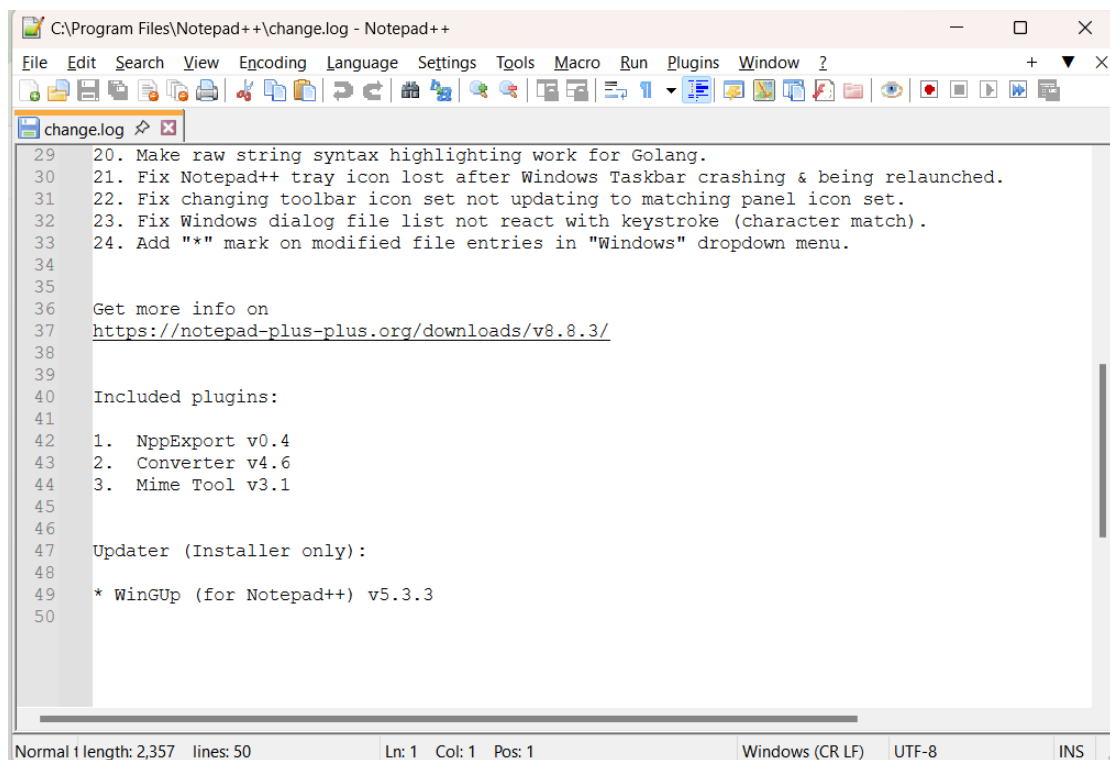 C:\Program Files\Notepad++\change.log - Notepad++
File Edit Search View Encoding Language Settings Tools Macro Run Plugins Window ?
change.log
29 20. Make raw string syntax highlighting work for Golang.
30 21. Fix Notepad++ tray icon lost after Windows Taskbar crashing & being relaunched.
31 22. Fix changing toolbar icon set not updating to matching panel icon set.
32 23. Fix Windows dialog file list not react with keystroke (character match).
33 24. Add "*" mark on modified file entries in "Windows" dropdown menu.
34
35
36 Get more info on
37 https://notepad-plus-plus.org/downloads/v8.8.3/
38
39
40 Included plugins:
41
42 1.  NppExport v0.4
43 2.  Converter v4.6
44 3.  Mime Tool v3.1
45
46
47 Updater (Installer only):
48
49 * WinGUp (for Notepad++) v5.3.3
50
Normal t length: 2,357 lines: 50 Ln: 1 Col: 1 Pos: 1 Windows (CR LF) UTF-8 INS